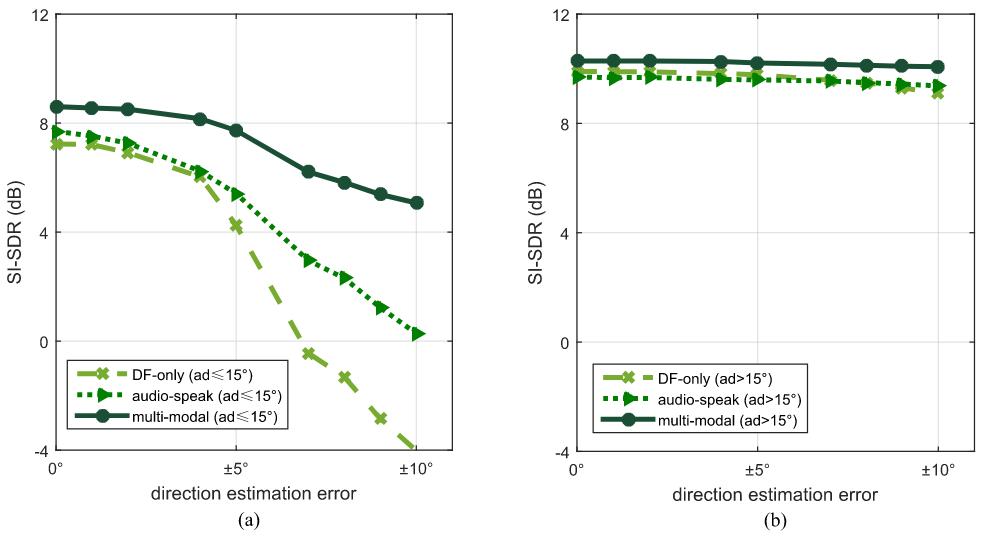 12
8
4
0
-4
SI-SDR (dB)
DF-only (ad⩽15°)
audio-speak (ad⩽15°)
multi-modal (ad⩽15°)
0°
±5°
±10°
direction estimation error
(a)
12
8
4
0
-4
SI-SDR (dB)
DF-only (ad>15°)
audio-speak (ad>15°)
multi-modal (ad>15°)
0°
±5°
±10°
direction estimation error
(b)